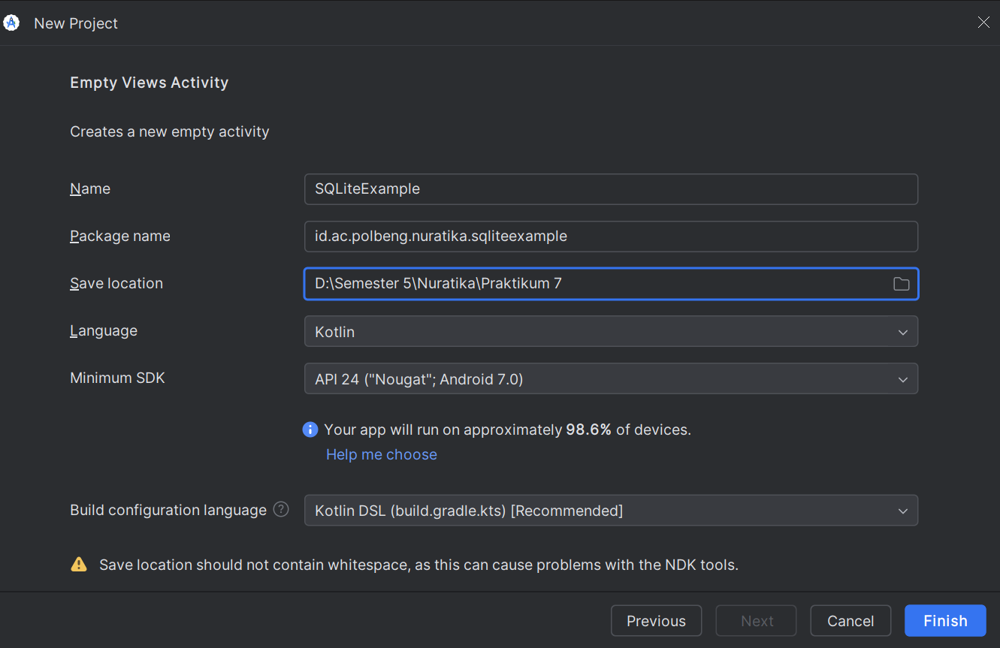 New Project
Empty Views Activity
Creates a new empty activity
Name SQLiteExample
Package name id.ac.polbeng.nuratika.sqliteexample
Save location D:\Semester 5\Nuratika\Praktikum 7
Language Kotlin
Minimum SDK API 24 ("Nougat"; Android 7.0)
Your app will run on approximately 98.6% of devices.
Help me choose
Build configuration language ? Kotlin DSL (build.gradle.kts) [Recommended]
Save location should not contain whitespace, as this can cause problems with the NDK tools.
Previous Next Cancel Finish